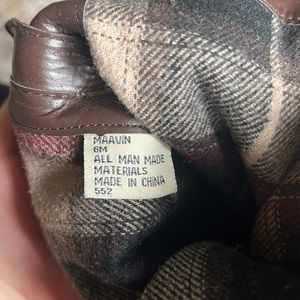 MAAVIN
8M
ALL MAN MADE
MATERIALS
MADE IN CHINA
552